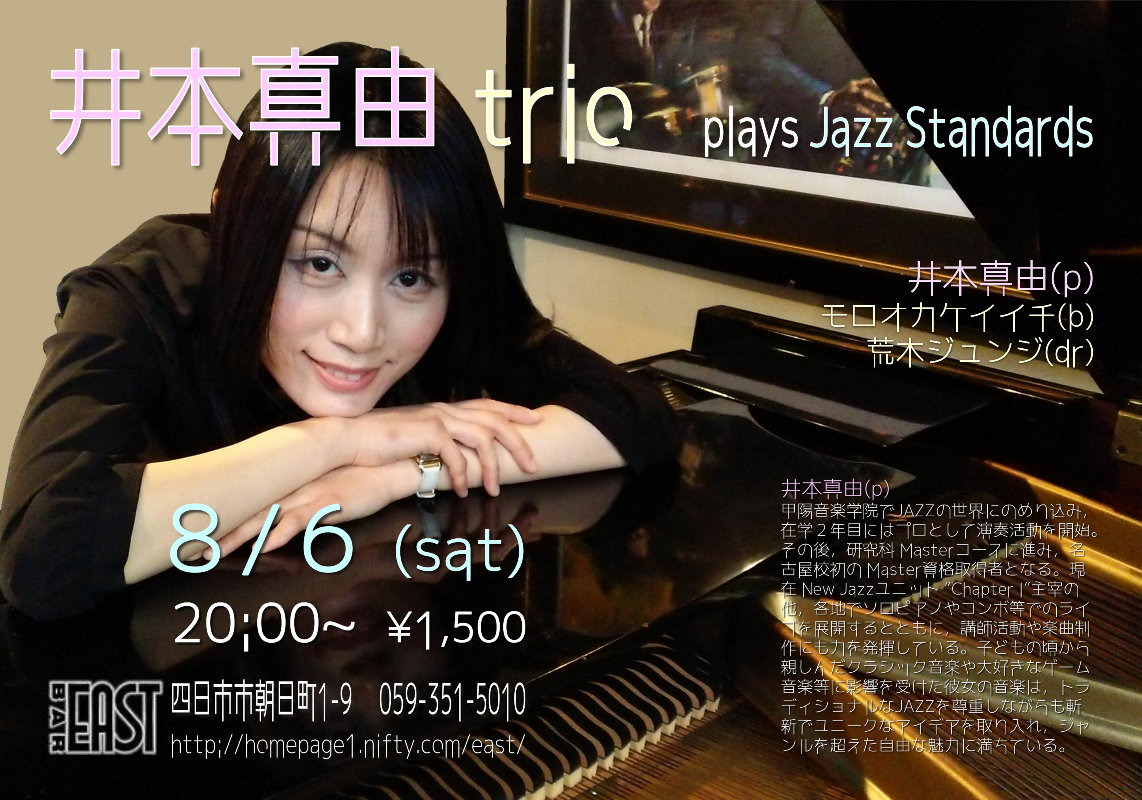 井本真由 trio plays Jazz Standards
井本真由(p)
モロオカケイイチ(b)
荒木ジュンジ(dr)
8/6 (sat)
20:00~ ¥1,500
BAR EAST
四日市市朝日町1-9 059-351-5010
http://homepage1.nifty.com/east/
井本真由(p)
甲陽音楽学院でJAZZの世界にのめり込み,
在学2年目にはプロとして演奏活動を開始。
その後, 研究科 Masterコースに進み, 名
古屋校初の Master資格取得者となる。現
在 New Jazzユニット "Chapter I"主宰の
他, 各地でソロピアノやコンボ等でのライ
ブを展開するとともに, 講師活動や楽曲制
作にも力を発揮している。子どもの頃から
親しんだクラシック音楽や大好きなゲーム
音楽等に影響を受けた彼女の音楽は, トラ
ディショナルなJAZZを尊重しながらも斬
新でユニークなアイデアを取り入れ, ジャ
ンルを超えた自由な魅力に満ちている。